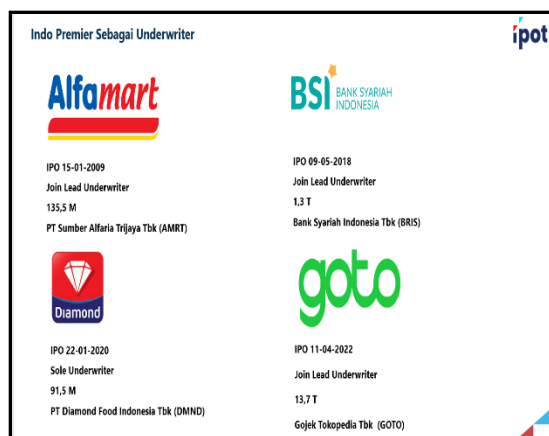 Indo Premier Sebagai Underwriter
ipot
Alfamart
IPO 15-01-2009
Join Lead Underwriter
135,5 M
PT Sumber Alfaria Trijaya Tbk (AMRT)
BSI BANK SYARIAH
INDONESIA
IPO 09-05-2018
Join Lead Underwriter
1,3 T
Bank Syariah Indonesia Tbk (BRIS)
Diamond
IPO 22-01-2020
Sole Underwriter
91,5 M
PT Diamond Food Indonesia Tbk (DMND)
goto
IPO 11-04-2022
Join Lead Underwriter
13,7 T
Gojek Tokopedia Tbk (GOTO)